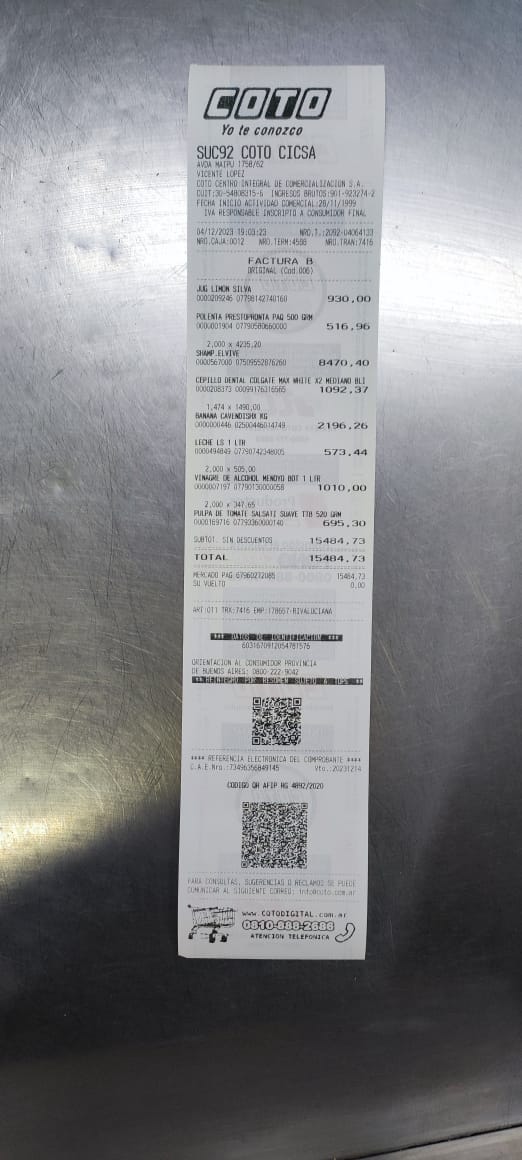 COTO
Yo te conozco
SUC92 COTO CICSA
AVDA MAIPU 1758/62
VICENTE LOPEZ
COTO CENTRO INTEGRAL DE COMERCIALIZACION S.A.
CUIT:30-54808315-6 INGRESOS BRUTOS:901-923274-2
FECHA INICIO ACTIVIDAD COMERCIAL:28/11/1999
IVA RESPONSABLE INSCRIPTO A CONSUMIDOR FINAL
04/12/2023 19:03:23 NRO.T.:2092-04064133
NRO.CAJA:0012 NRO.TERM:4598 NRO.TRAN:7416
FACTURA B
ORIGINAL (Cod.006)
JUG LIMON SILVA
0000209246 07798142740160 930,00
POLENTA PRESTOPRONTA PAQ 500 GRM
0000001904 07790580660000 516,96
2,000 x 4235,20
SHAMP.ELVIVE
0000567000 07509552876260 8470,40
CEPILLO DENTAL COLGATE MAX WHITE X2 MEDIANO BLI
0000208373 00099176316565 1092,37
1,474 x 1490,00
BANANA CAVENDISHX KG
0000000446 02500446014749 2196,26
LECHE LS 1 LTR
0000494849 07790742348005 573,44
2,000 x 505,00
VINAGRE DE ALCOHOL MENOYO BOT 1 LTR
0000007197 07790130000058 1010,00
2,000 x 347,65
PULPA DE TOMATE SALSATI SUAVE TTB 520 GRM
0000169716 07793360000140 695,30
SUBTOT. SIN DESCUENTOS 15484,73
TOTAL 15484,73
MERCADO PAG 67960272085 15484,73
SU VUELTO 0.00
ART:011 TRX:7416 EMP:178657-RIVALUCIANA
*** DATOS DE IDENTIFICACION ***
6031670912054781576
ORIENTACION AL CONSUMIDOR PROVINCIA
DE BUENOS AIRES: 0800-222-9042
**REINTEGRO POR RESUMEN SUJETO A TOPS **
**** REFERENCIA ELECTRONICA DEL COMPROBANTE ****
C.A.E.Nro.:73496356849145 Vto.:20231214
CODIGO QR AFIP RG 4892/2020
PARA CONSULTAS, SUGERENCIAS O RECLAMOS SE PUEDE
COMUNICAR AL SIGUIENTE CORREO: info@coto.com.ar
www.COTODIGITAL.com.ar
0810-888-2688
ATENCION TELEFONICA